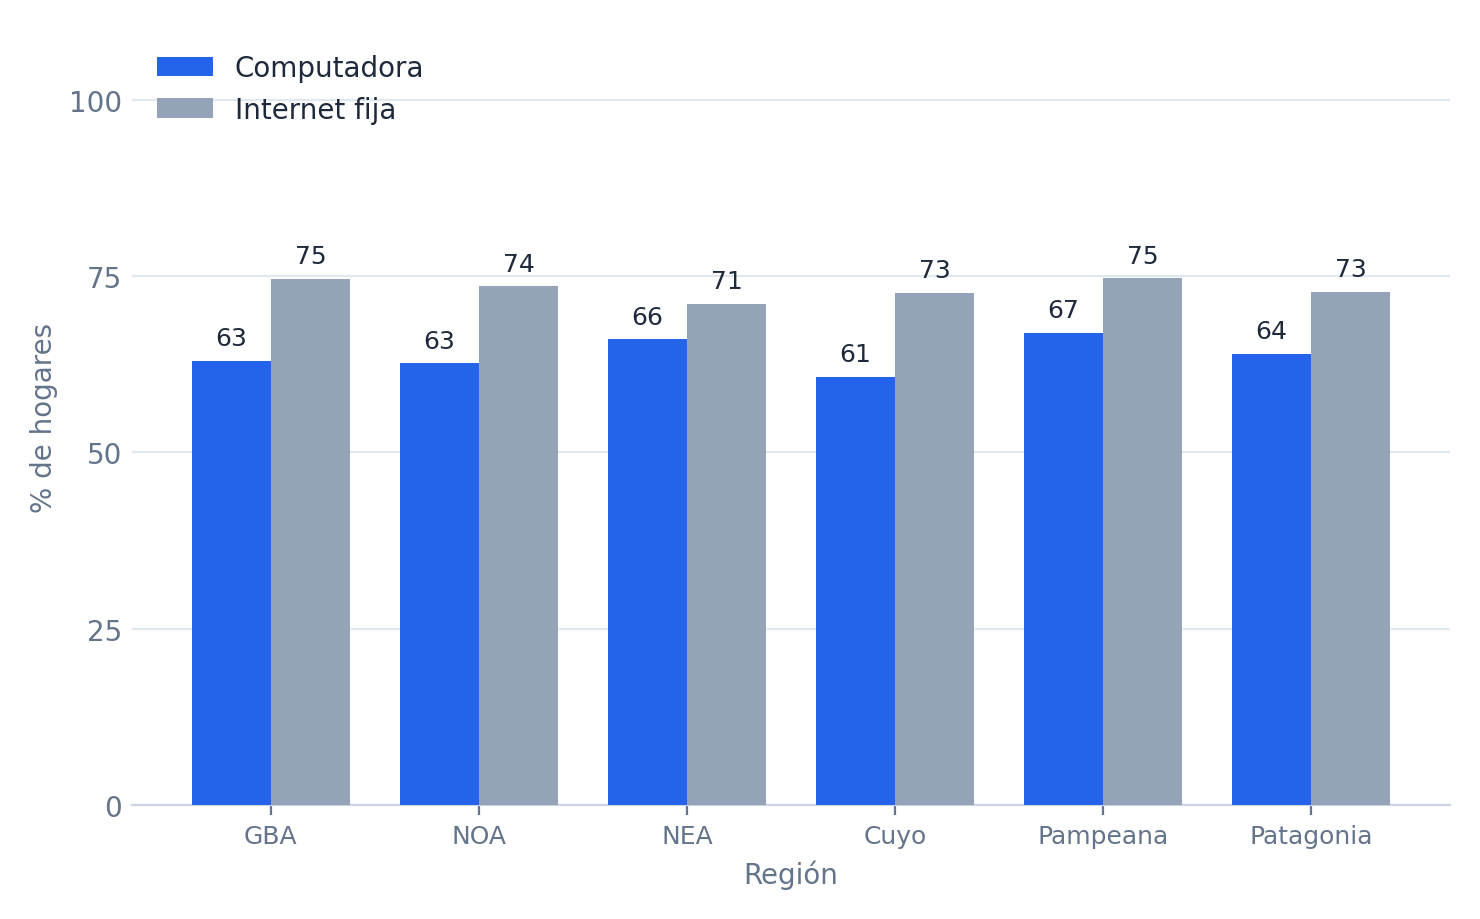 Computadora
Internet fija
100
75
50
25
0
% de hogares
63 75 63 74 66 71 61 73 67 75 64 73
GBA NOA NEA Cuyo Pampeana Patagonia
Región